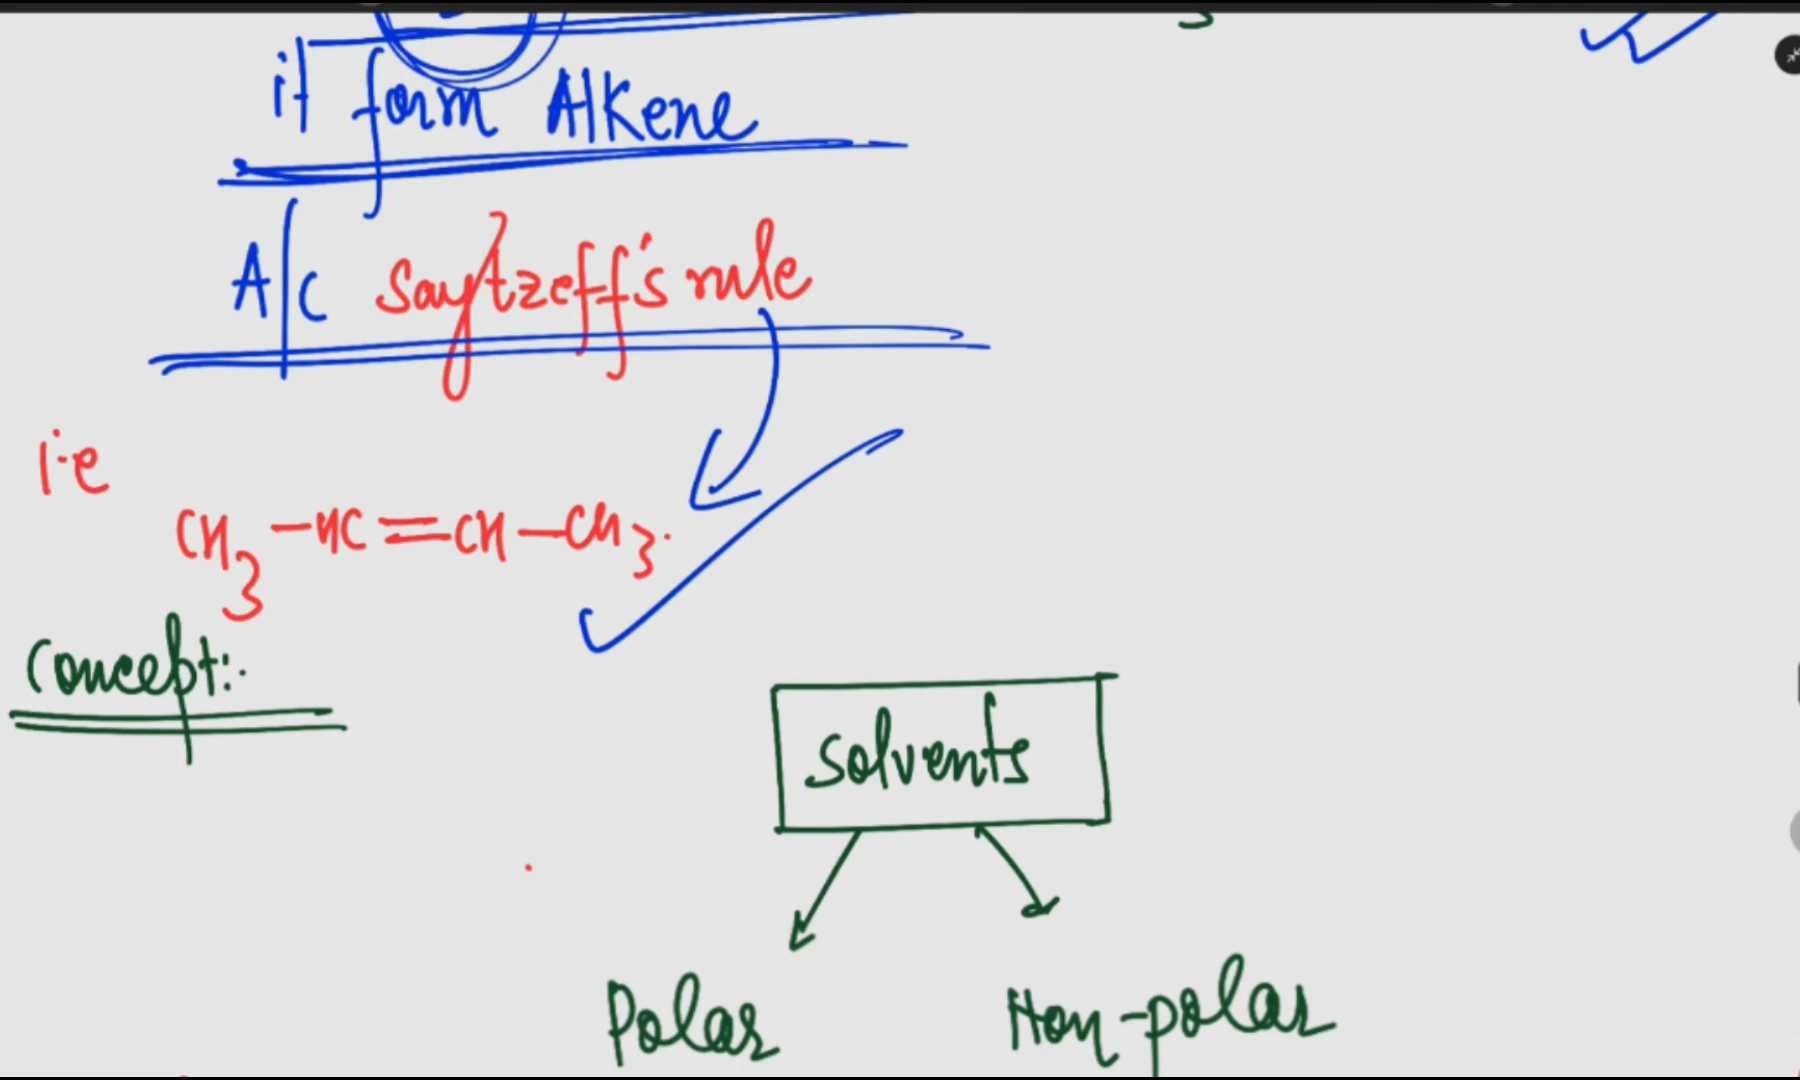 it form Alkene
A/c Saytzeff's rule
i.e
CH3-HC=CH-CH3.
Concept:
Solvents
Polar Non-polar